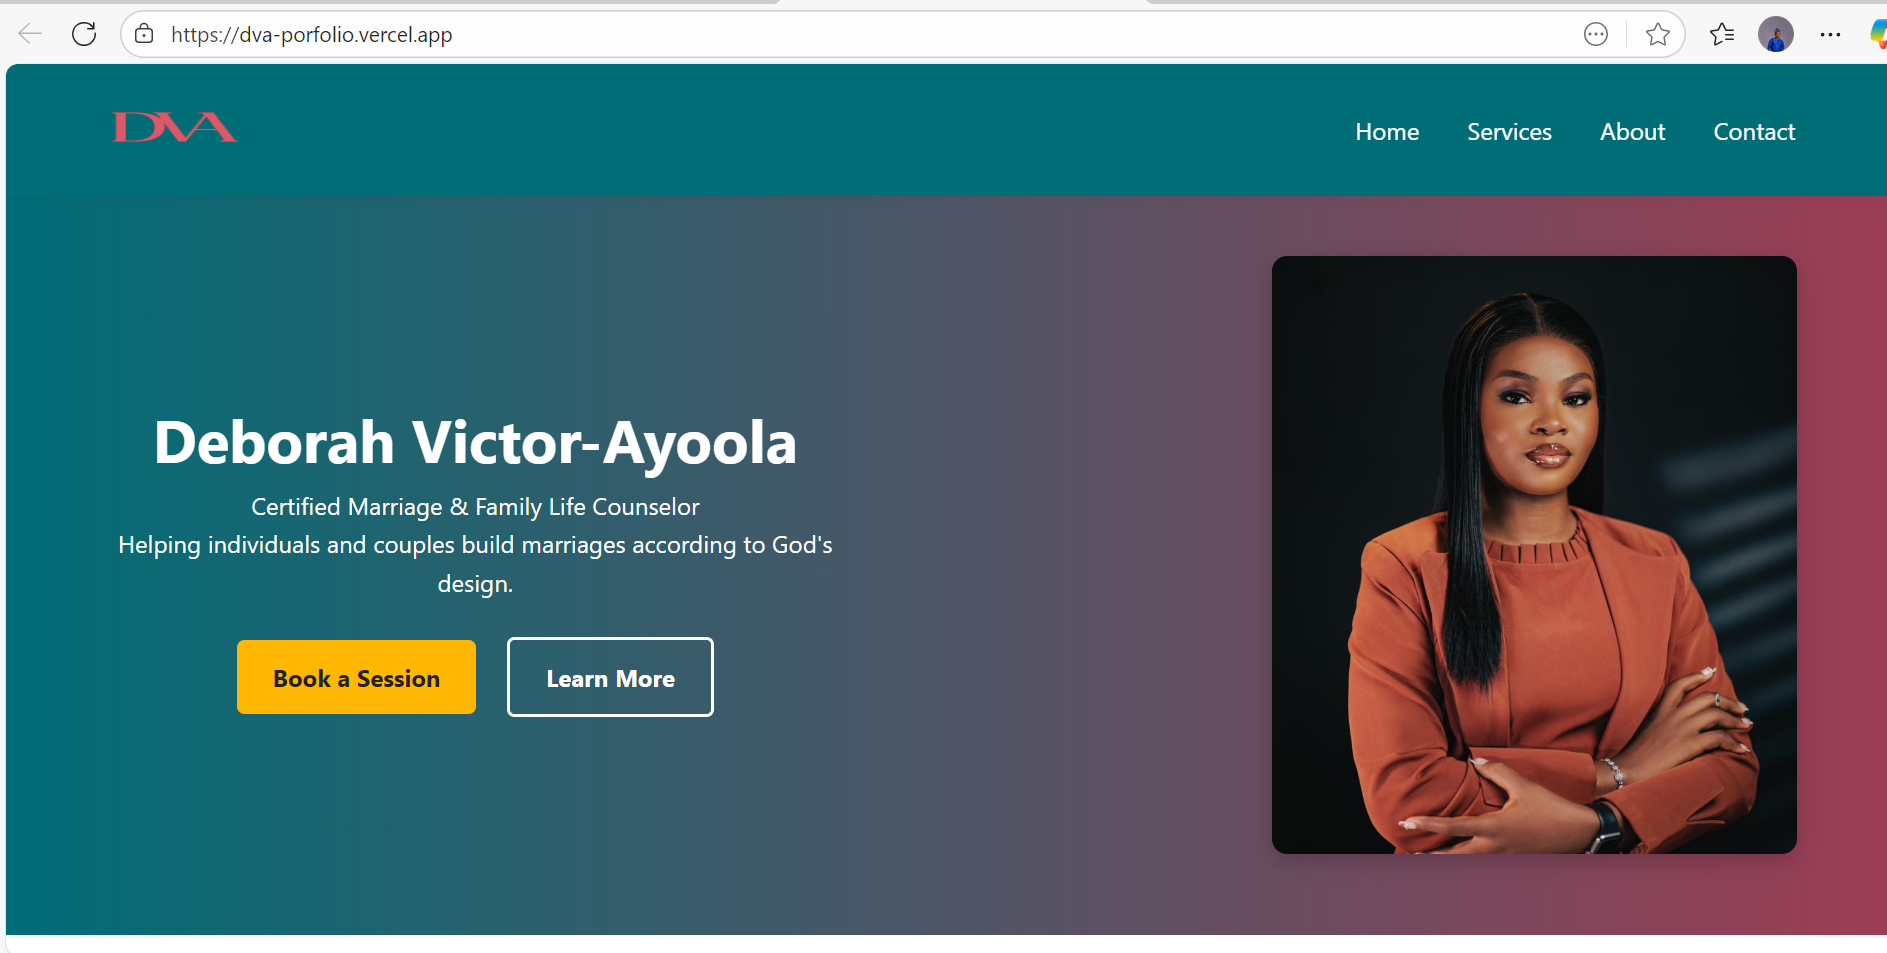 https://dva-porfolio.vercel.app
DVA
Home Services About Contact
Deborah Victor-Ayoola
Certified Marriage & Family Life Counselor
Helping individuals and couples build marriages according to God's
design.
Book a Session Learn More